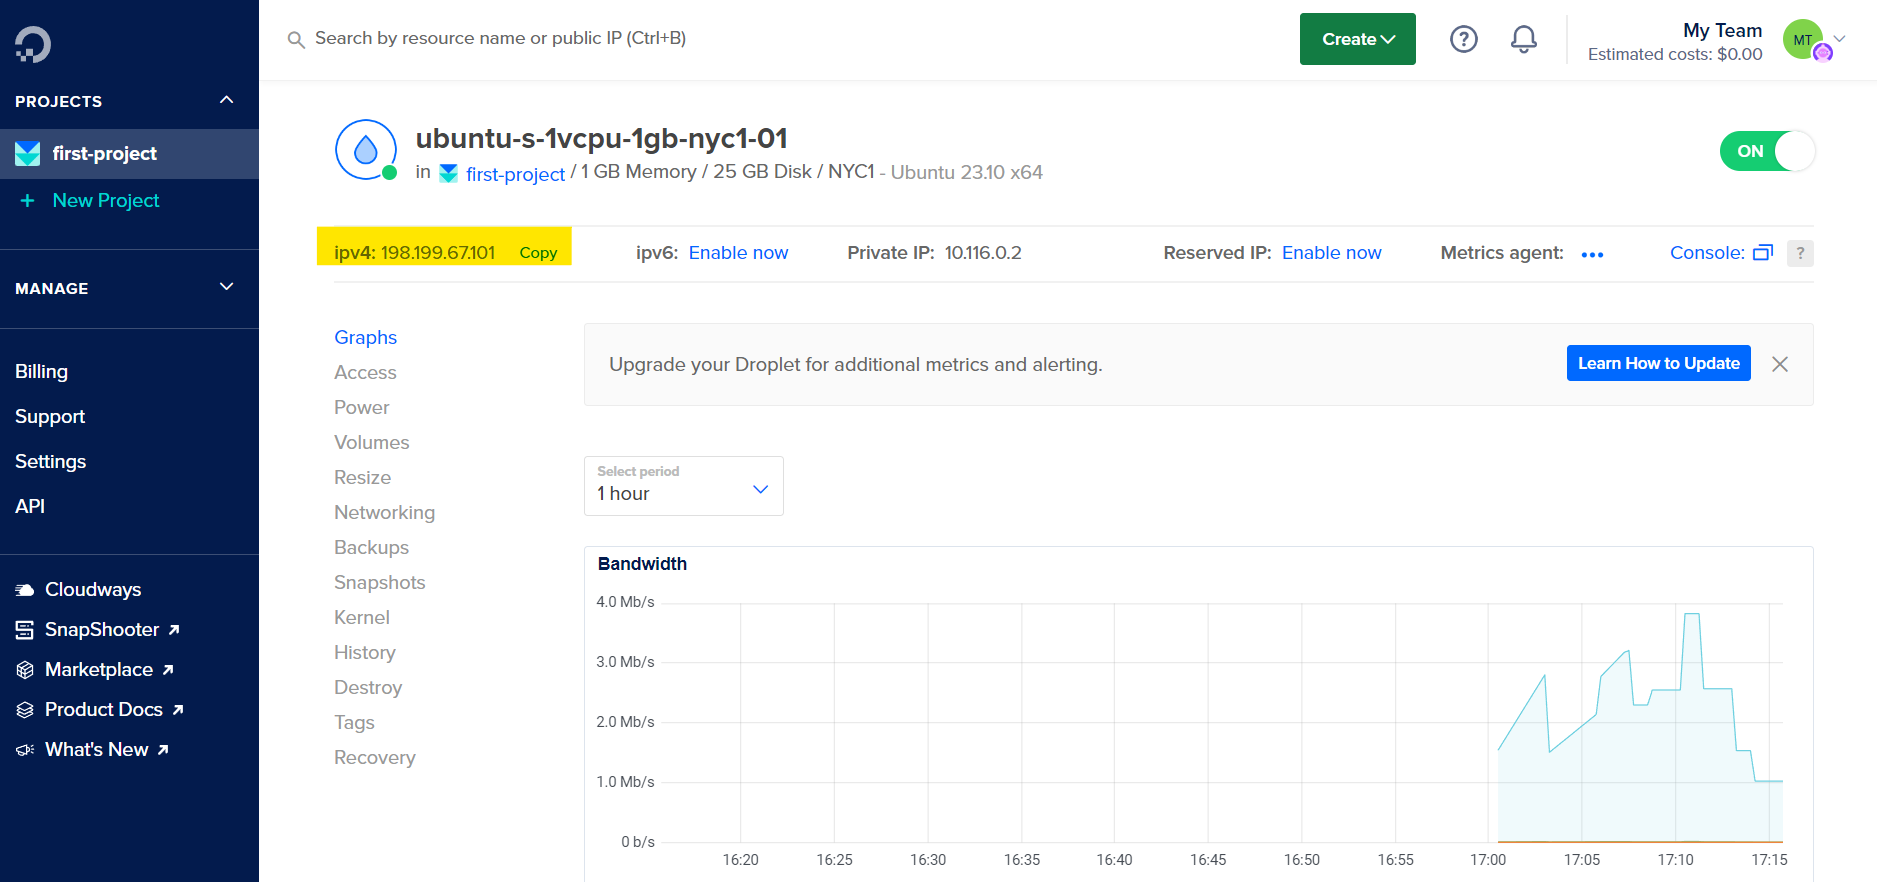 Search by resource name or public IP (Ctrl+B)
Create
?
My Team
Estimated costs: $0.00
MT
PROJECTS
first-project
+ New Project
MANAGE
Billing
Support
Settings
API
Cloudways
SnapShooter
Marketplace
Product Docs
What's New
ubuntu-s-1vcpu-1gb-nyc1-01
in first-project / 1 GB Memory / 25 GB Disk / NYC1 - Ubuntu 23.10 x64
ON
ipv4: 198.199.67.101 Copy
ipv6: Enable now
Private IP: 10.116.0.2
Reserved IP: Enable now
Metrics agent: •••
Console: ?
Graphs
Access
Power
Volumes
Resize
Networking
Backups
Snapshots
Kernel
History
Destroy
Tags
Recovery
Upgrade your Droplet for additional metrics and alerting.
Learn How to Update
Select period
1 hour
Bandwidth
4.0 Mb/s
3.0 Mb/s
2.0 Mb/s
1.0 Mb/s
0 b/s
16:20 16:25 16:30 16:35 16:40 16:45 16:50 16:55 17:00 17:05 17:10 17:15